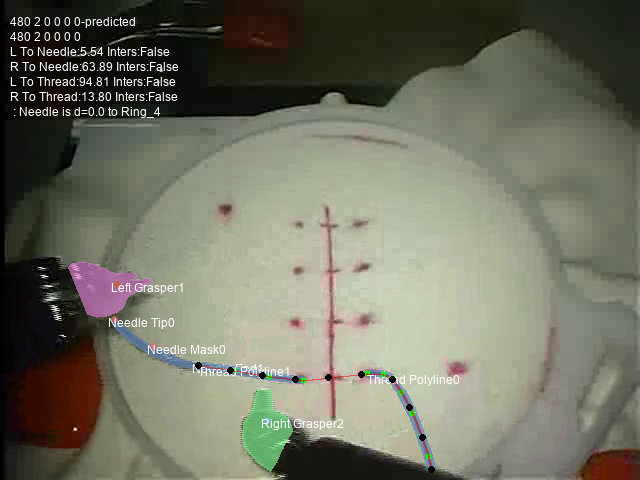 480 2 0 0 0 0-predicted
480 2 0 0 0 0
L To Needle:5.54 Inters:False
R To Needle:63.89 Inters:False
L To Thread:94.81 Inters:False
R To Thread:13.80 Inters:False
: Needle is d=0.0 to Ring_4
Left Grasper1
Needle Tip0
Needle Mask0
Thread Polyline1
Thread Polyline0
Right Grasper2